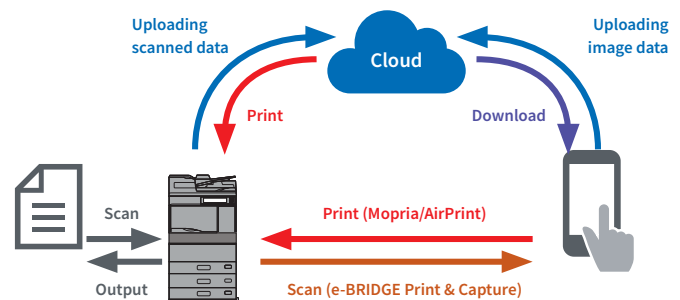 Uploading
scanned data
Uploading
image data
Cloud
Print
Download
Scan
Output
Print (Mopria/AirPrint)
Scan (e-BRIDGE Print & Capture)